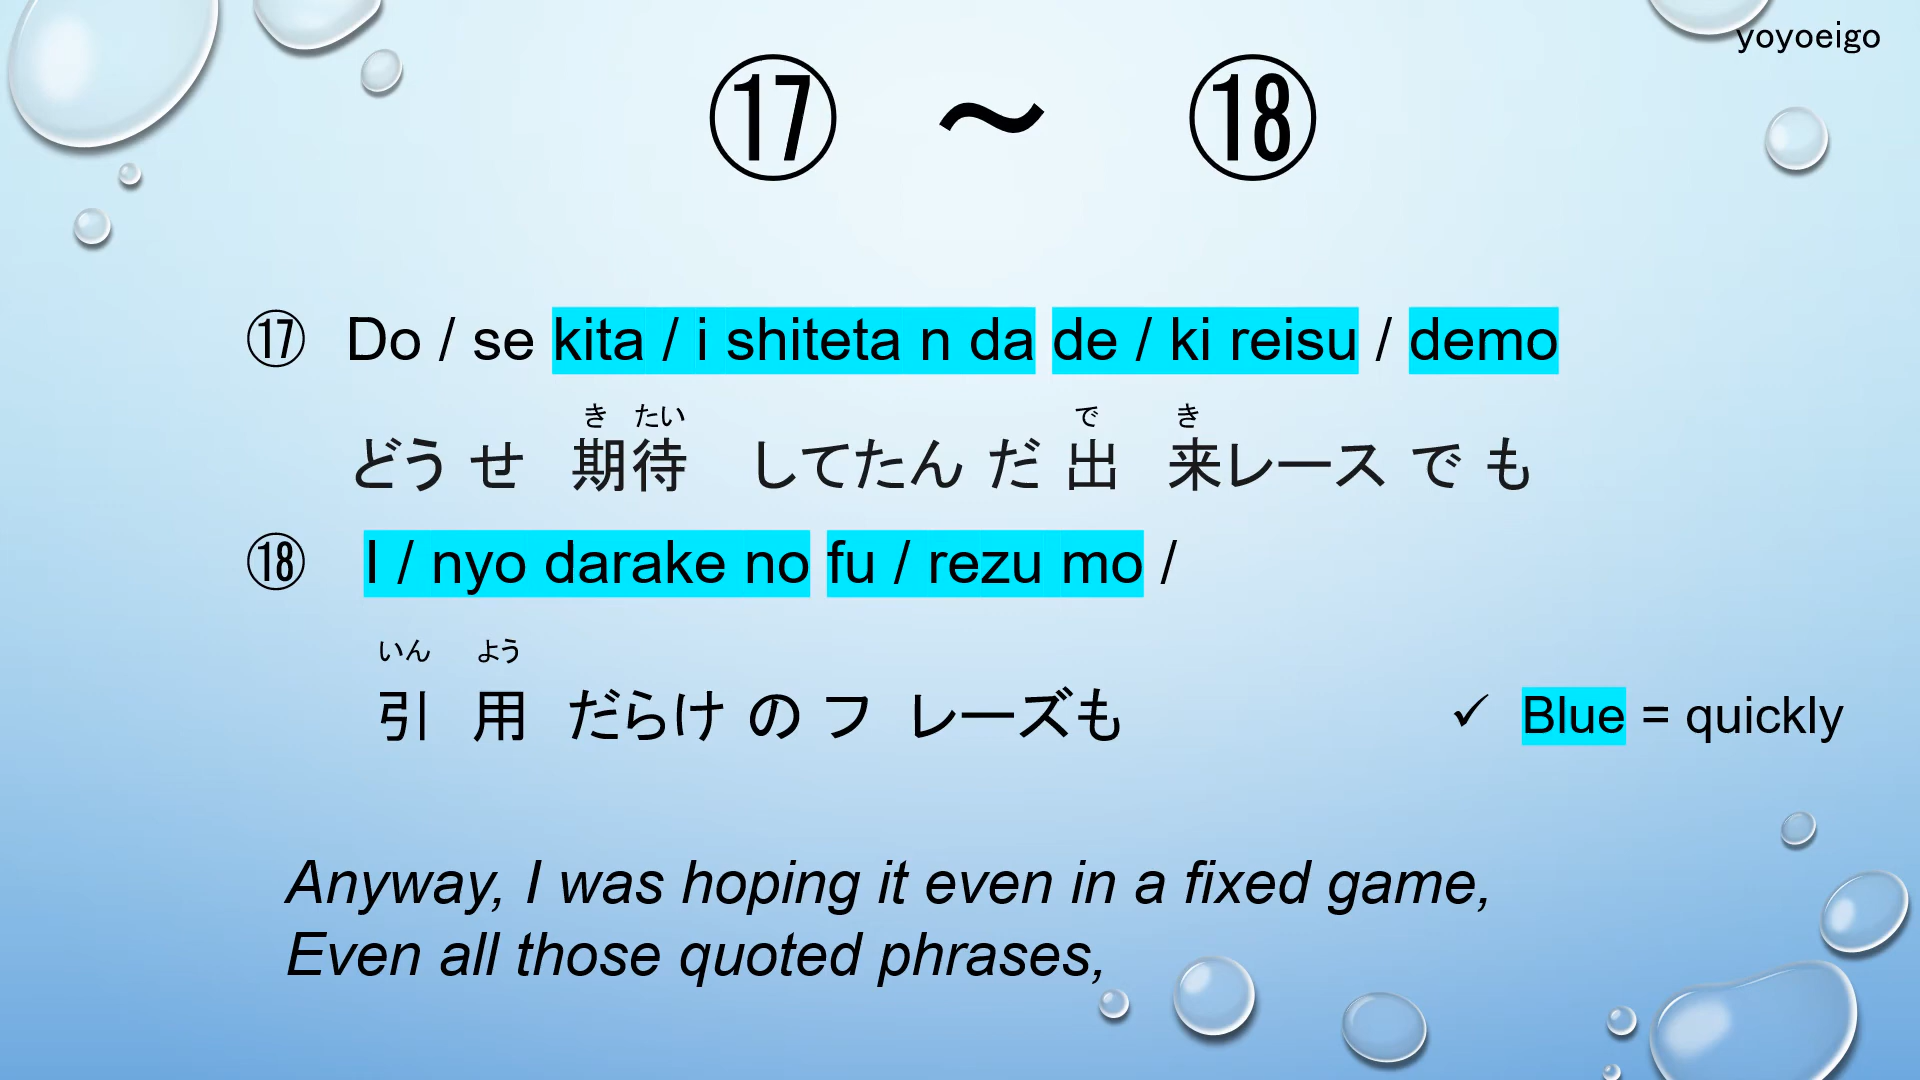 yoyoeigo
⑰ ～ ⑱
⑰ Do / se kita / i shiteta n da de / ki reisu / demo
き たい で き
どう せ 期待 してたん だ 出 来レース で も
⑱ I / nyo darake no fu / rezu mo /
いん よう
引 用 だらけ の フ レーズも
✓ Blue = quickly
Anyway, I was hoping it even in a fixed game,
Even all those quoted phrases,